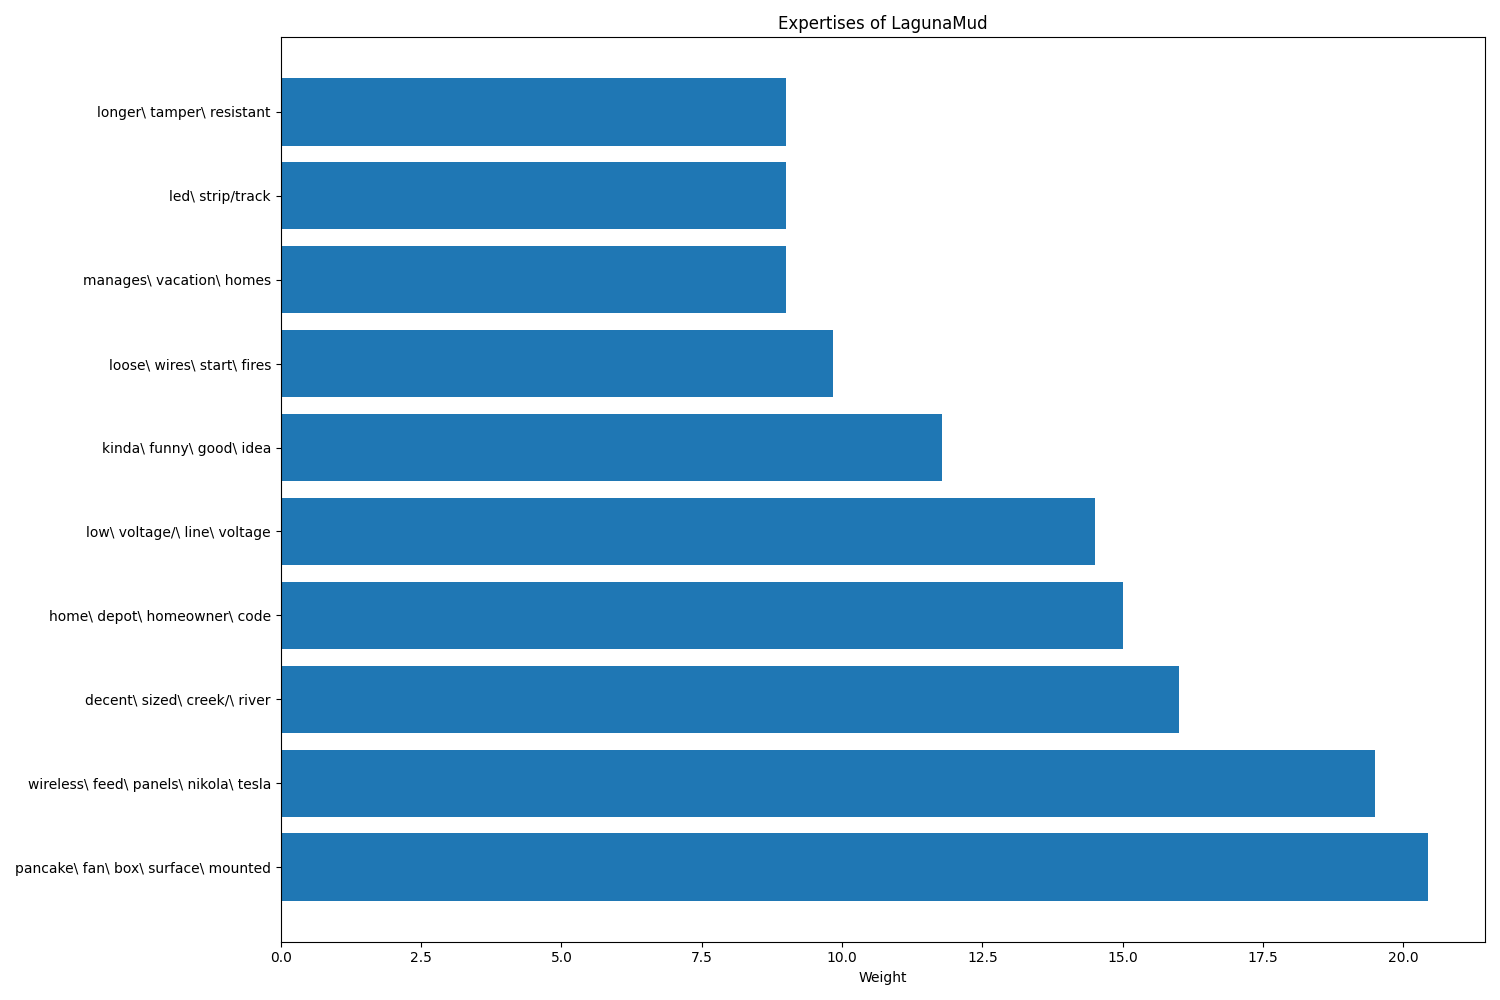 Expertises of LagunaMud
longer\ tamper\ resistant
led\ strip/track
manages\ vacation\ homes
loose\ wires\ start\ fires
kinda\ funny\ good\ idea
low\ voltage/\ line\ voltage
home\ depot\ homeowner\ code
decent\ sized\ creek/\ river
wireless\ feed\ panels\ nikola\ tesla
pancake\ fan\ box\ surface\ mounted
0.0 2.5 5.0 7.5 10.0 12.5 15.0 17.5 20.0
Weight